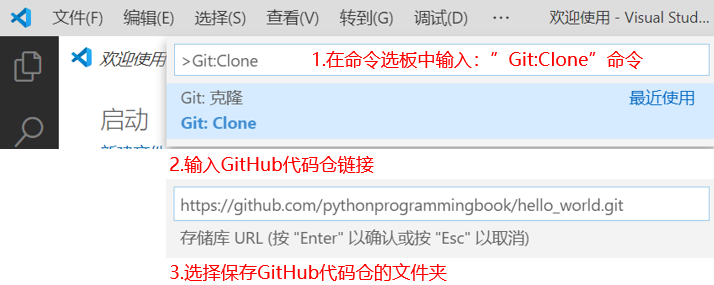 文件(F) 编辑(E) 选择(S) 查看(V) 转到(G) 调试(D) ··· 欢迎使用 - Visual Stud...
欢迎使用
>Git:Clone
1.在命令选板中输入：”Git:Clone”命令
Git: 克隆 最近使用
Git: Clone
启动
2.输入GitHub代码仓链接
https://github.com/pythonprogrammingbook/hello_world.git
存储库 URL (按 "Enter" 以确认或按 "Esc" 以取消)
3.选择保存GitHub代码仓的文件夹